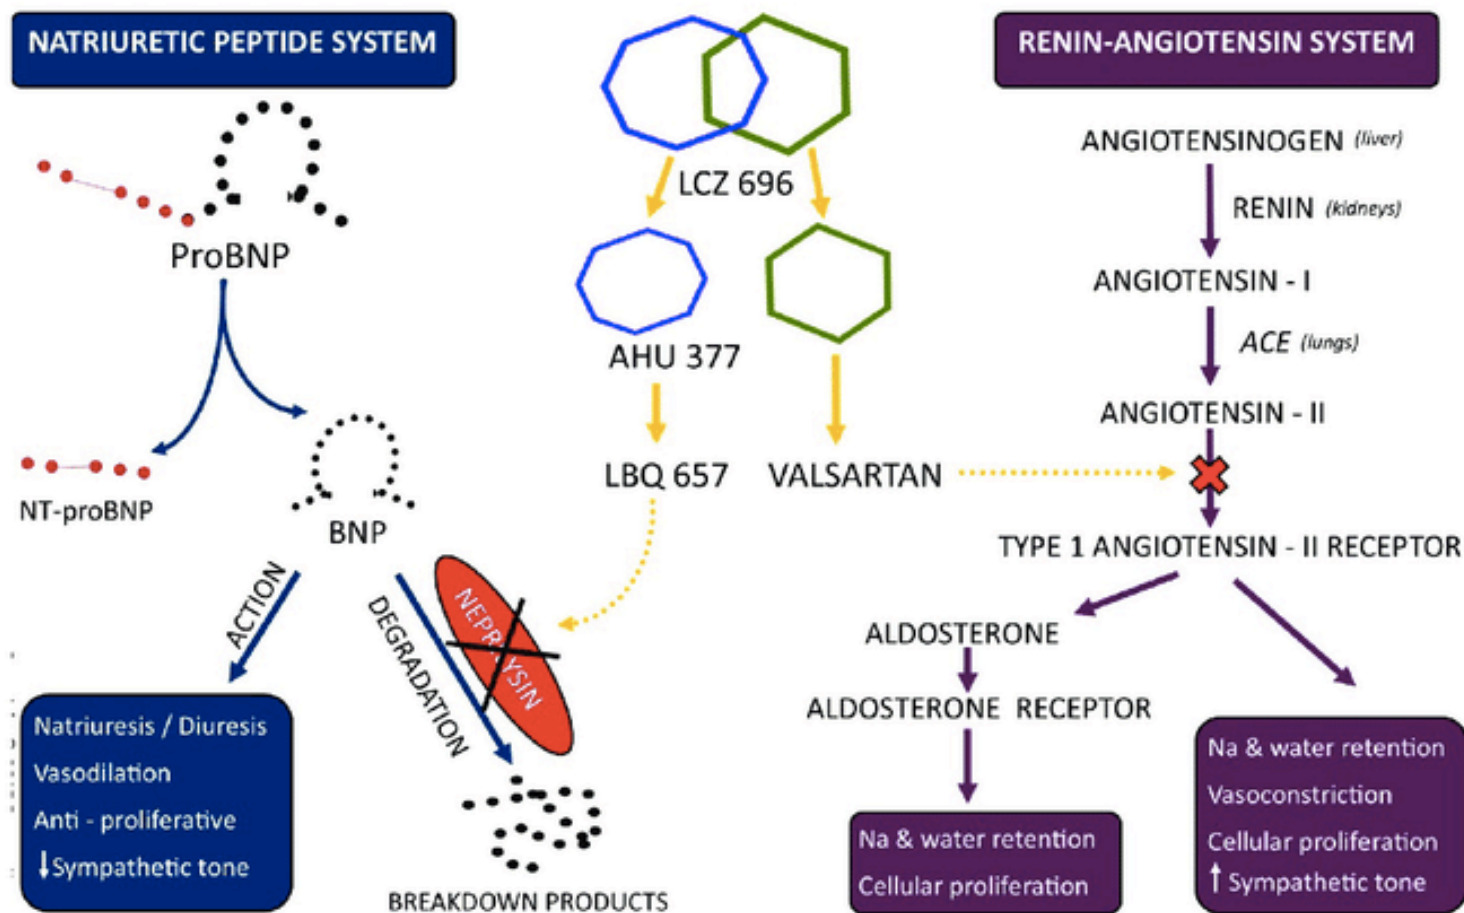 NATRIURETIC PEPTIDE SYSTEM
ProBNP
NT-proBNP
BNP
ACTION
DEGRADATION
NEPRILYSIN
Natriuresis / Diuresis
Vasodilation
Anti - proliferative
↓Sympathetic tone
BREAKDOWN PRODUCTS
LCZ 696
AHU 377
LBQ 657
VALSARTAN
RENIN-ANGIOTENSIN SYSTEM
ANGIOTENSINOGEN (liver)
RENIN (kidneys)
ANGIOTENSIN - I
ACE (lungs)
ANGIOTENSIN - II
TYPE 1 ANGIOTENSIN - II RECEPTOR
ALDOSTERONE
ALDOSTERONE RECEPTOR
Na & water retention
Cellular proliferation
Na & water retention
Vasoconstriction
Cellular proliferation
↑ Sympathetic tone